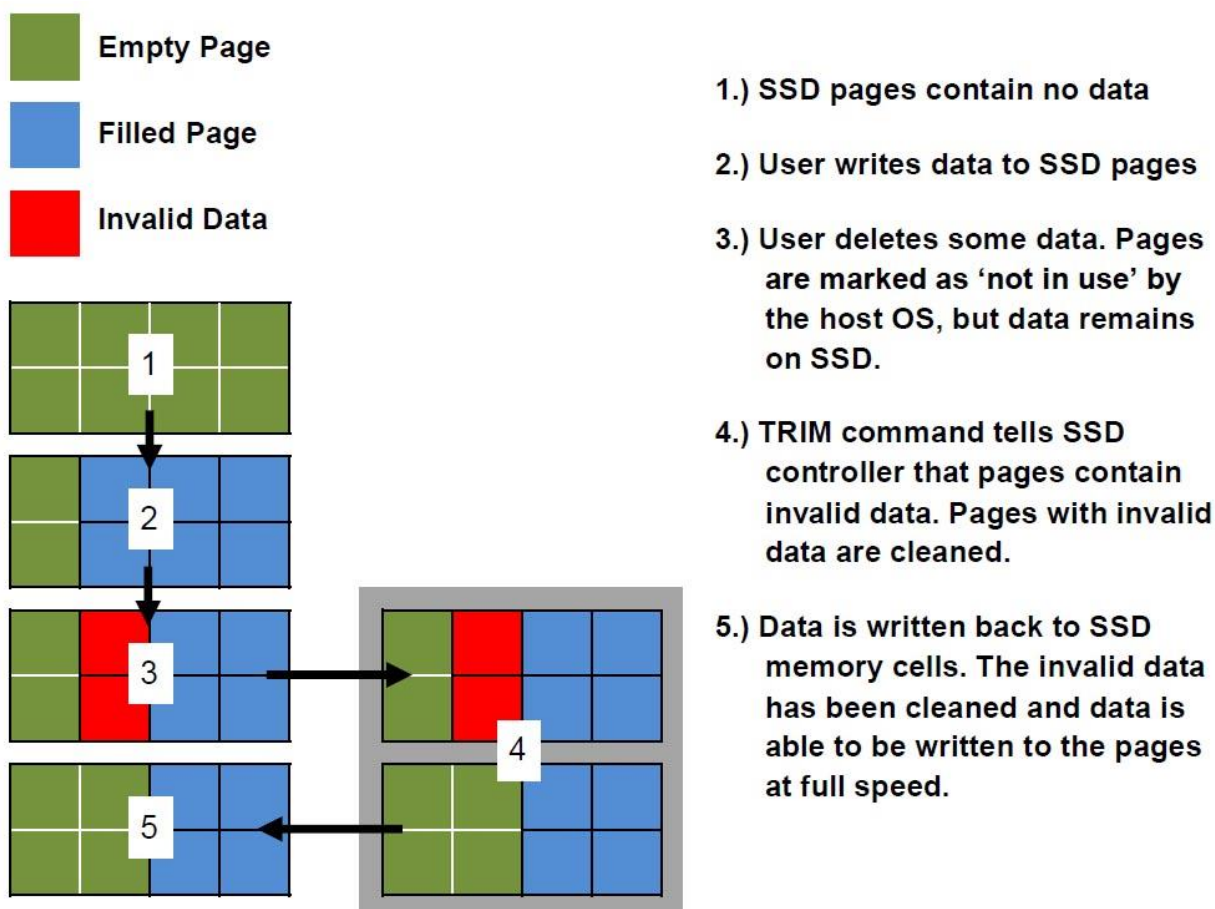 Empty Page
Filled Page
Invalid Data
1
2
3
4
5
1.) SSD pages contain no data
2.) User writes data to SSD pages
3.) User deletes some data. Pages
are marked as ‘not in use’ by
the host OS, but data remains
on SSD.
4.) TRIM command tells SSD
controller that pages contain
invalid data. Pages with invalid
data are cleaned.
5.) Data is written back to SSD
memory cells. The invalid data
has been cleaned and data is
able to be written to the pages
at full speed.